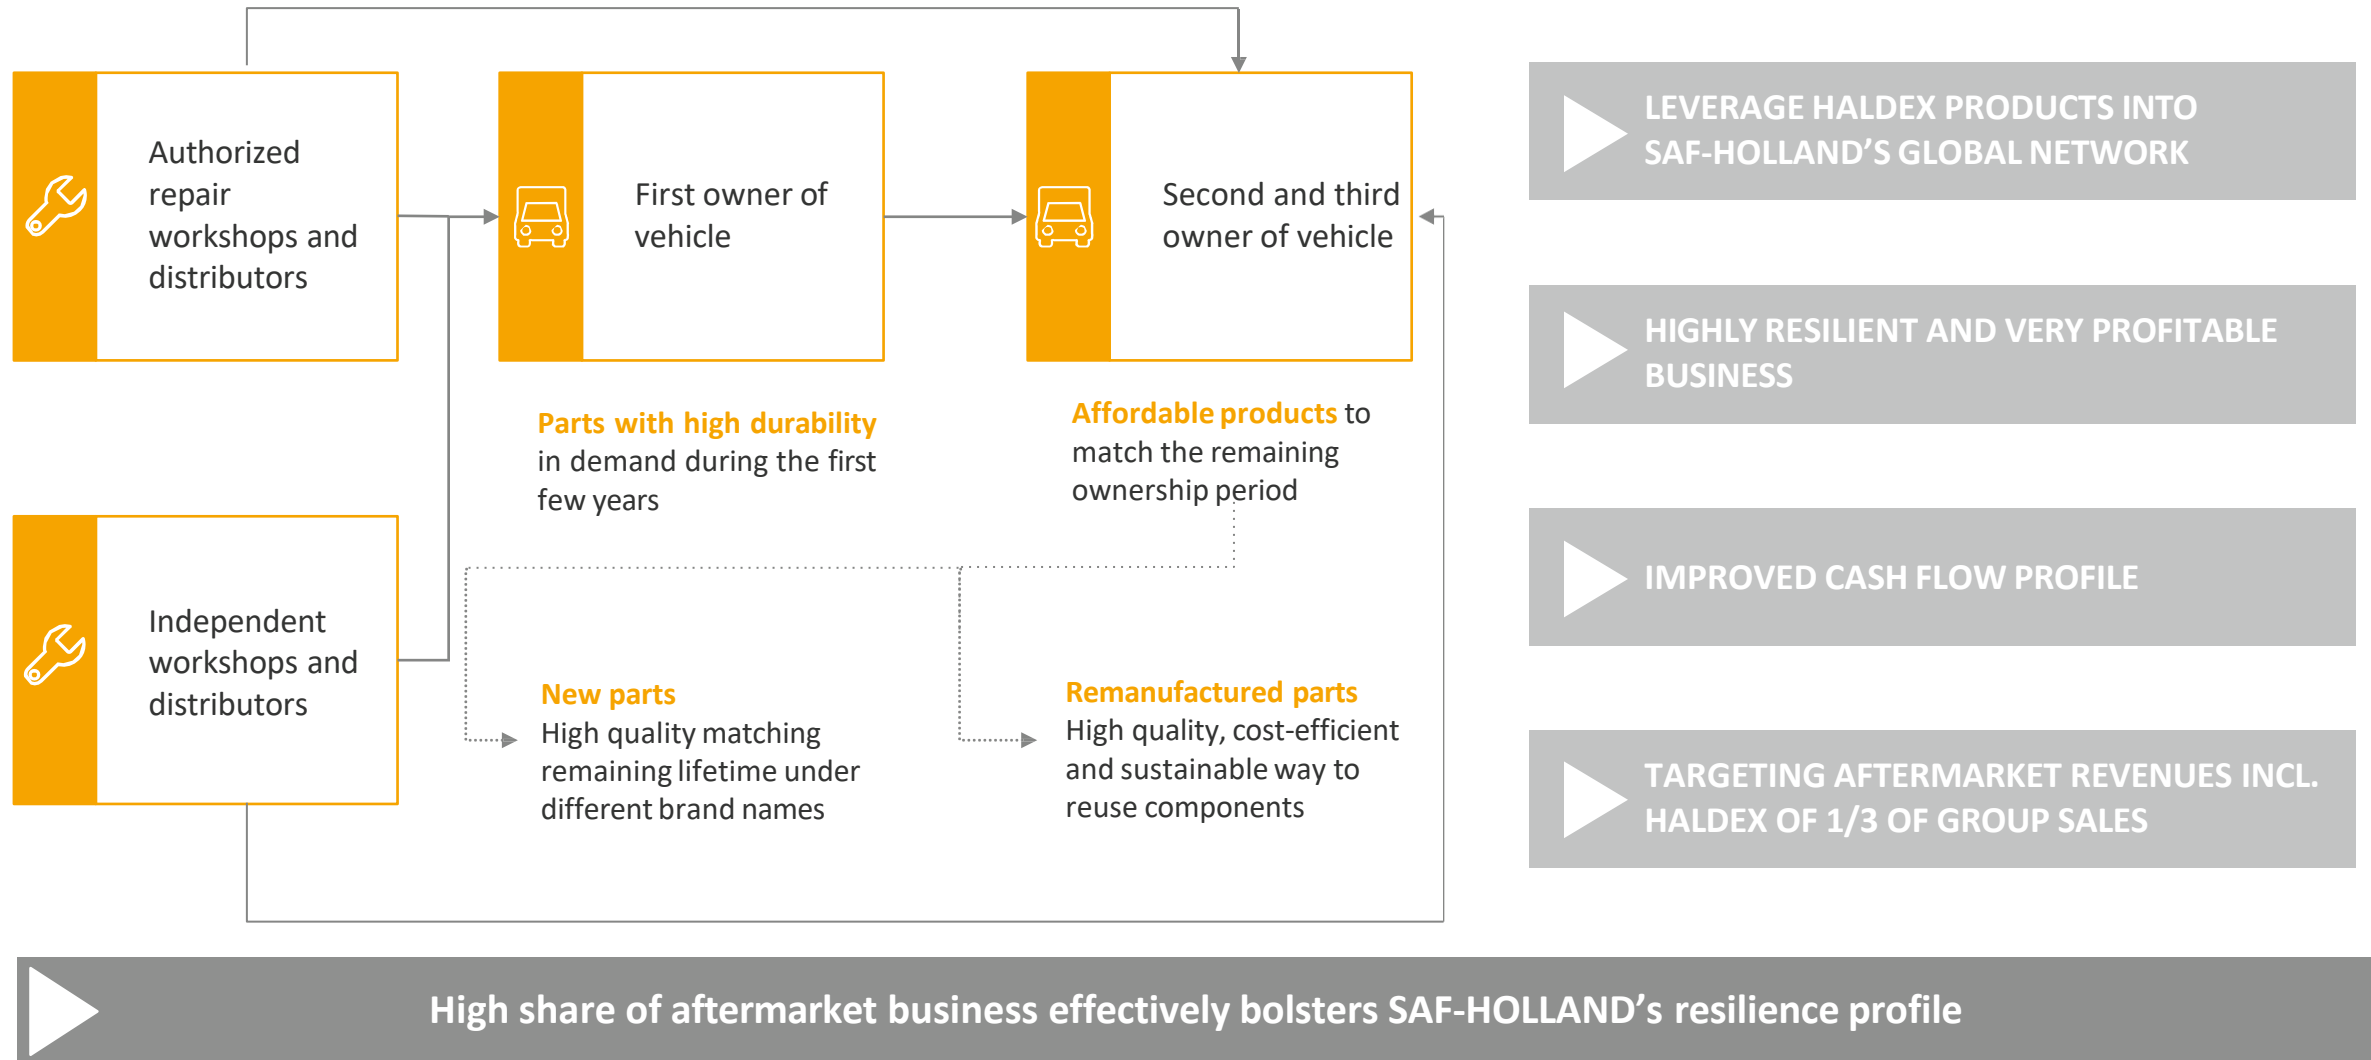 Authorized
repair
workshops and
distributors
First owner of
vehicle
Second and third
owner of vehicle
Parts with high durability
in demand during the first
few years
Affordable products to
match the remaining
ownership period
Independent
workshops and
distributors
New parts
High quality matching
remaining lifetime under
different brand names
Remanufactured parts
High quality, cost-efficient
and sustainable way to
reuse components
LEVERAGE HALDEX PRODUCTS INTO
SAF-HOLLAND’S GLOBAL NETWORK
HIGHLY RESILIENT AND VERY PROFITABLE
BUSINESS
IMPROVED CASH FLOW PROFILE
TARGETING AFTERMARKET REVENUES INCL.
HALDEX OF 1/3 OF GROUP SALES
High share of aftermarket business effectively bolsters SAF-HOLLAND’s resilience profile